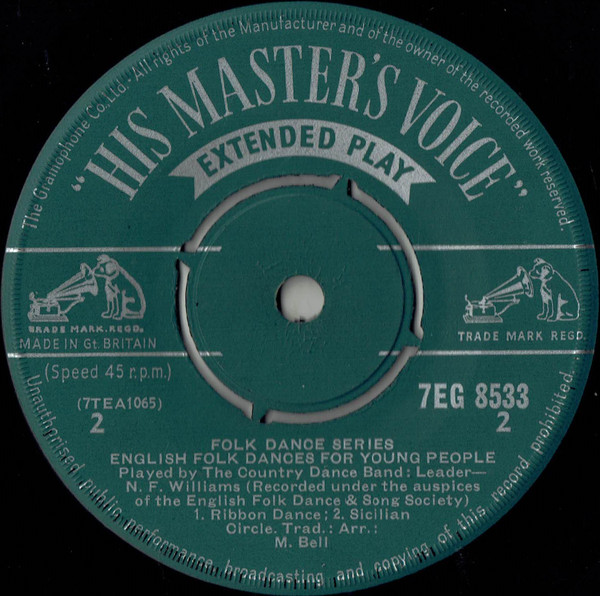 The Gramophone Co., Ltd. All rights of the Manufacturer and of the owner of the recorded work reserved.
"HIS MASTER'S VOICE"
EXTENDED PLAY
TRADE MARK. REGD.
TRADE MARK REGD.
MADE IN Gt. BRITAIN
(Speed 45 r.p.m.)
(7TEA1065)
2
7EG 8533
2
FOLK DANCE SERIES
ENGLISH FOLK DANCES FOR YOUNG PEOPLE
Played by The Country Dance Band: Leader—
N. F. Williams (Recorded under the auspices
of the English Folk Dance & Song Society)
1. Ribbon Dance; 2. Sicilian
Circle. Trad.: Arr.:
M. Bell
Unauthorised public performance, broadcasting and copying of this record prohibited.